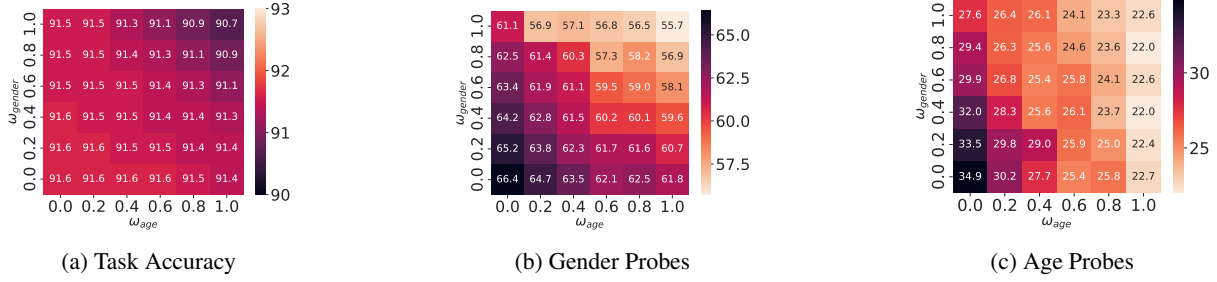 ω_gender
1.0 91.5 91.5 91.3 91.1 90.9 90.7
0.8 91.5 91.5 91.4 91.3 91.1 90.9
0.6 91.5 91.5 91.5 91.4 91.3 91.1
0.4 91.6 91.5 91.5 91.4 91.4 91.3
0.2 91.6 91.6 91.5 91.5 91.4 91.4
0.0 91.6 91.6 91.6 91.6 91.5 91.4
0.0 0.2 0.4 0.6 0.8 1.0
ω_age
93
92
91
90
(a) Task Accuracy
ω_gender
1.0 61.1 56.9 57.1 56.8 56.5 55.7
0.8 62.5 61.4 60.3 57.3 58.2 56.9
0.6 63.4 61.9 61.1 59.5 59.0 58.1
0.4 64.2 62.8 61.5 60.2 60.1 59.6
0.2 65.2 63.8 62.3 61.7 61.6 60.7
0.0 66.4 64.7 63.5 62.1 62.5 61.8
0.0 0.2 0.4 0.6 0.8 1.0
ω_age
65.0
62.5
60.0
57.5
(b) Gender Probes
ω_gender
1.0 27.6 26.4 26.1 24.1 23.3 22.6
0.8 29.4 26.3 25.6 24.6 23.6 22.0
0.6 29.9 26.8 25.4 25.8 24.1 22.6
0.4 32.0 28.3 25.6 26.1 23.7 22.0
0.2 33.5 29.8 29.0 25.9 25.0 22.4
0.0 34.9 30.2 27.7 25.4 25.8 22.7
0.0 0.2 0.4 0.6 0.8 1.0
ω_age
30
25
(c) Age Probes